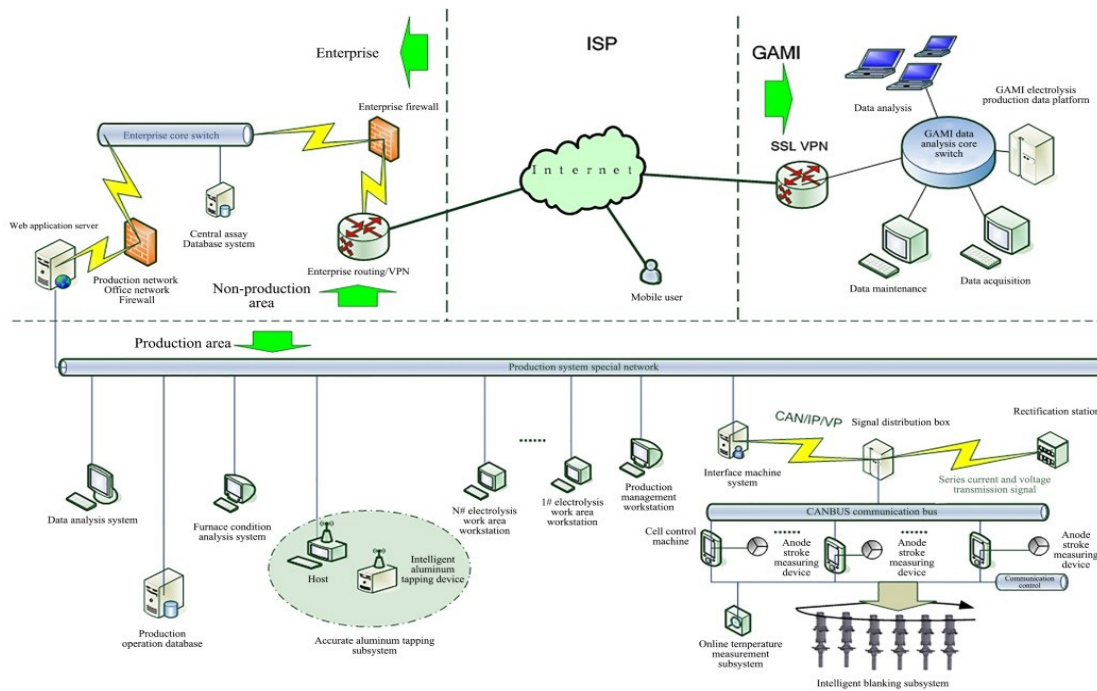 Enterprise
ISP
GAMI
Enterprise firewall
Enterprise core switch
Data analysis
GAMI electrolysis
production data platform
GAMI data
analysis core
switch
SSL VPN
Internet
Web application server
Central assay
Database system
Production network
Office network
Firewall
Enterprise routing/VPN
Non-production
area
Mobile user
Data maintenance
Data acquisition
Production area
Production system special network
CAN/IP/VP
Signal distribution box
Rectification station
......
Data analysis system
Furnace condition
analysis system
N# electrolysis
work area
workstation
1# electrolysis
work area
workstation
Production
management
workstation
Interface machine
system
Series current and voltage
transmission signal
CANBUS communication bus
Cell control
machine
......
Anode
stroke
measuring
device
......
Anode
stroke
measuring
device
Anode
stroke
measuring
device
Host
Intelligent
aluminum
tapping device
Communication
control
Production
operation database
Accurate aluminum tapping
subsystem
Online temperature
measurement
subsystem
Intelligent blanking subsystem